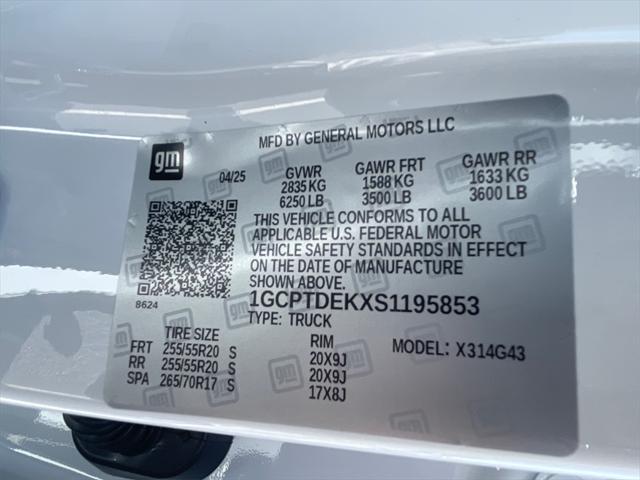 MFD BY GENERAL MOTORS LLC
gm
04/25
GVWR GAWR FRT GAWR RR
2835 KG 1588 KG 1633 KG
6250 LB 3500 LB 3600 LB
THIS VEHICLE CONFORMS TO ALL
APPLICABLE U.S. FEDERAL MOTOR
VEHICLE SAFETY STANDARDS IN EFFECT
ON THE DATE OF MANUFACTURE
8624
1GCPTDEKXS1195853
TYPE: TRUCK
TIRE SIZE RIM MODEL: X314G43
FRT 255/55R20 S 20X9J
RR 255/55R20 S 20X9J
SPA 265/70R17 S 17X8J